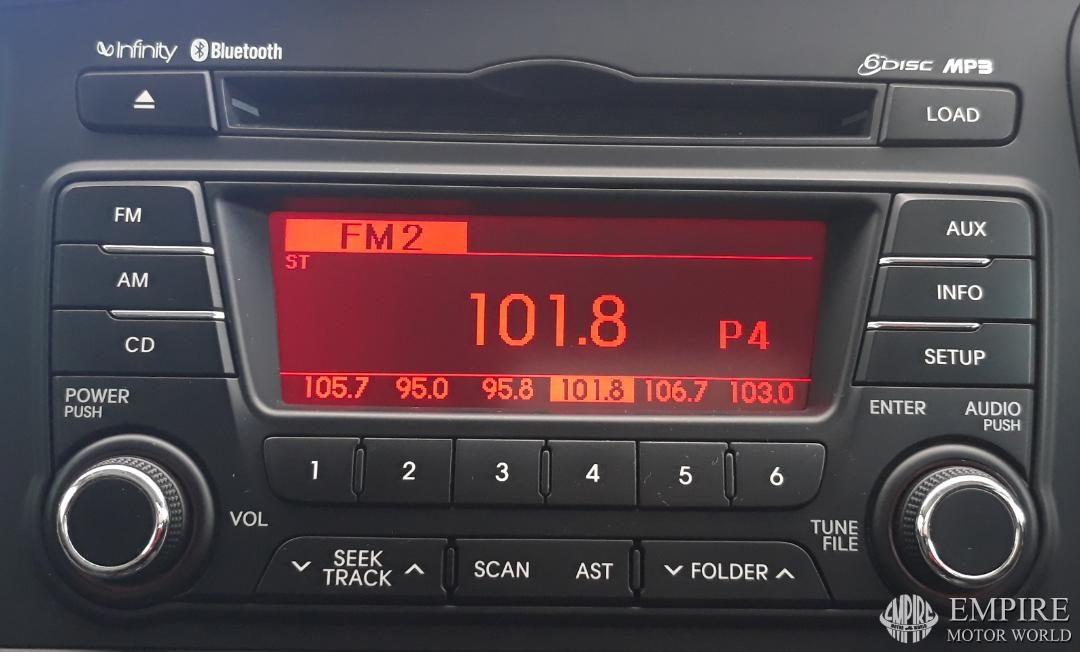 Infinity Bluetooth
6DISC MP3
LOAD
FM
AM
CD
POWER
PUSH
FM2
ST
101.8
P4
105.7 95.0 95.8 101.8 106.7 103.0
AUX
INFO
SETUP
ENTER
AUDIO
PUSH
1 2 3 4 5 6
VOL
SEEK
TRACK
SCAN AST
FOLDER
TUNE
FILE
EMPIRE
EMPIRE
MOTOR WORLD